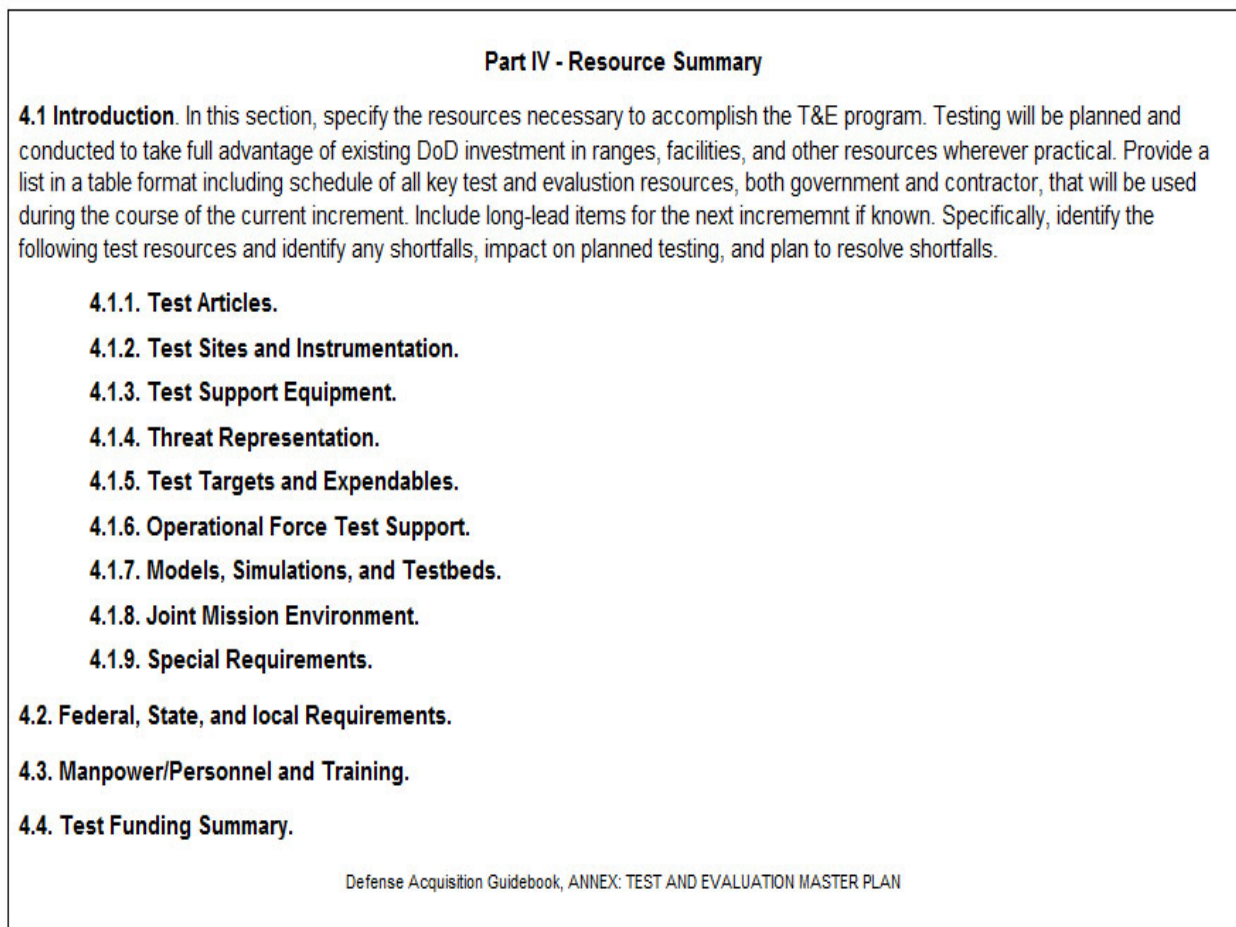 Part IV - Resource Summary
4.1 Introduction. In this section, specify the resources necessary to accomplish the T&E program. Testing will be planned and
conducted to take full advantage of existing DoD investment in ranges, facilities, and other resources wherever practical. Provide a
list in a table format including schedule of all key test and evalustion resources, both government and contractor, that will be used
during the course of the current increment. Include long-lead items for the next incrememnt if known. Specifically, identify the
following test resources and identify any shortfalls, impact on planned testing, and plan to resolve shortfalls.
4.1.1. Test Articles.
4.1.2. Test Sites and Instrumentation.
4.1.3. Test Support Equipment.
4.1.4. Threat Representation.
4.1.5. Test Targets and Expendables.
4.1.6. Operational Force Test Support.
4.1.7. Models, Simulations, and Testbeds.
4.1.8. Joint Mission Environment.
4.1.9. Special Requirements.
4.2. Federal, State, and local Requirements.
4.3. Manpower/Personnel and Training.
4.4. Test Funding Summary.
Defense Acquisition Guidebook, ANNEX: TEST AND EVALUATION MASTER PLAN